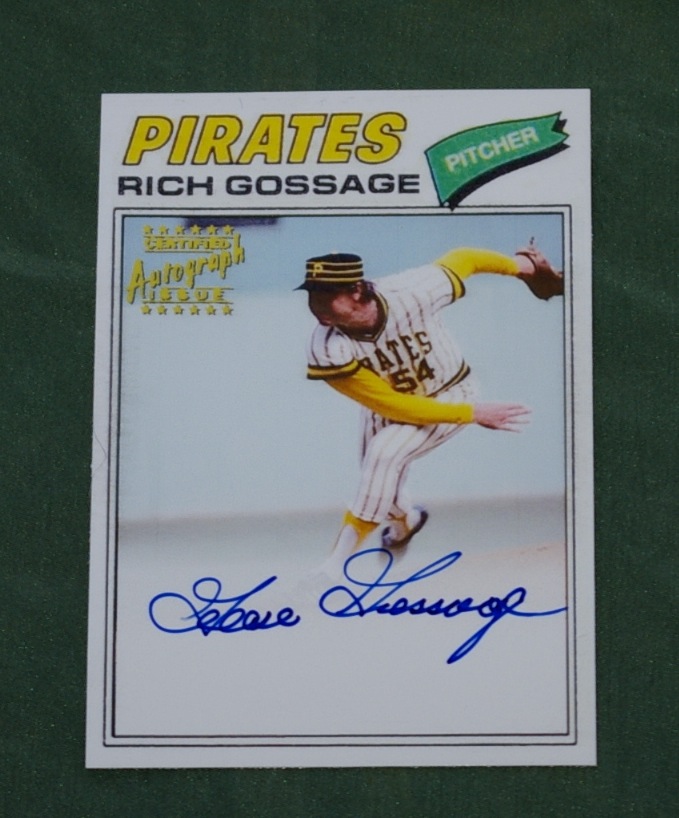 PIRATES
RICH GOSSAGE
PITCHER
CERTIFIED
Autograph
ISSUE
P
PIRATES
54
Goose Gossage